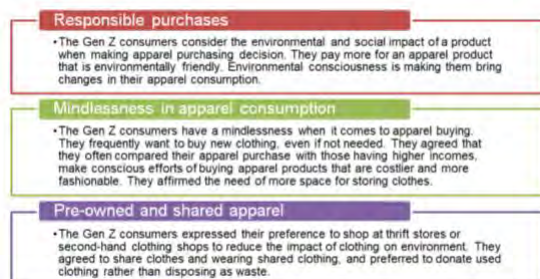 Responsible purchases
•The Gen Z consumers consider the environmental and social impact of a product
when making apparel purchasing decision. They pay more for an apparel product
that is environmentally friendly. Environmental consciousness is making them bring
changes in their apparel consumption.
Mindlessness in apparel consumption
•The Gen Z consumers have a mindlessness when it comes to apparel buying.
They frequently want to buy new clothing, even if not needed. They agreed that
they often compared their apparel purchase with those having higher incomes,
make conscious efforts of buying apparel products that are costlier and more
fashionable. They affirmed the need of more space for storing clothes.
Pre-owned and shared apparel
•The Gen Z consumers expressed their preference to shop at thrift stores or
second-hand clothing shops to reduce the impact of clothing on environment. They
agreed to share clothes and wearing shared clothing, and preferred to donate used
clothing rather than disposing as waste.